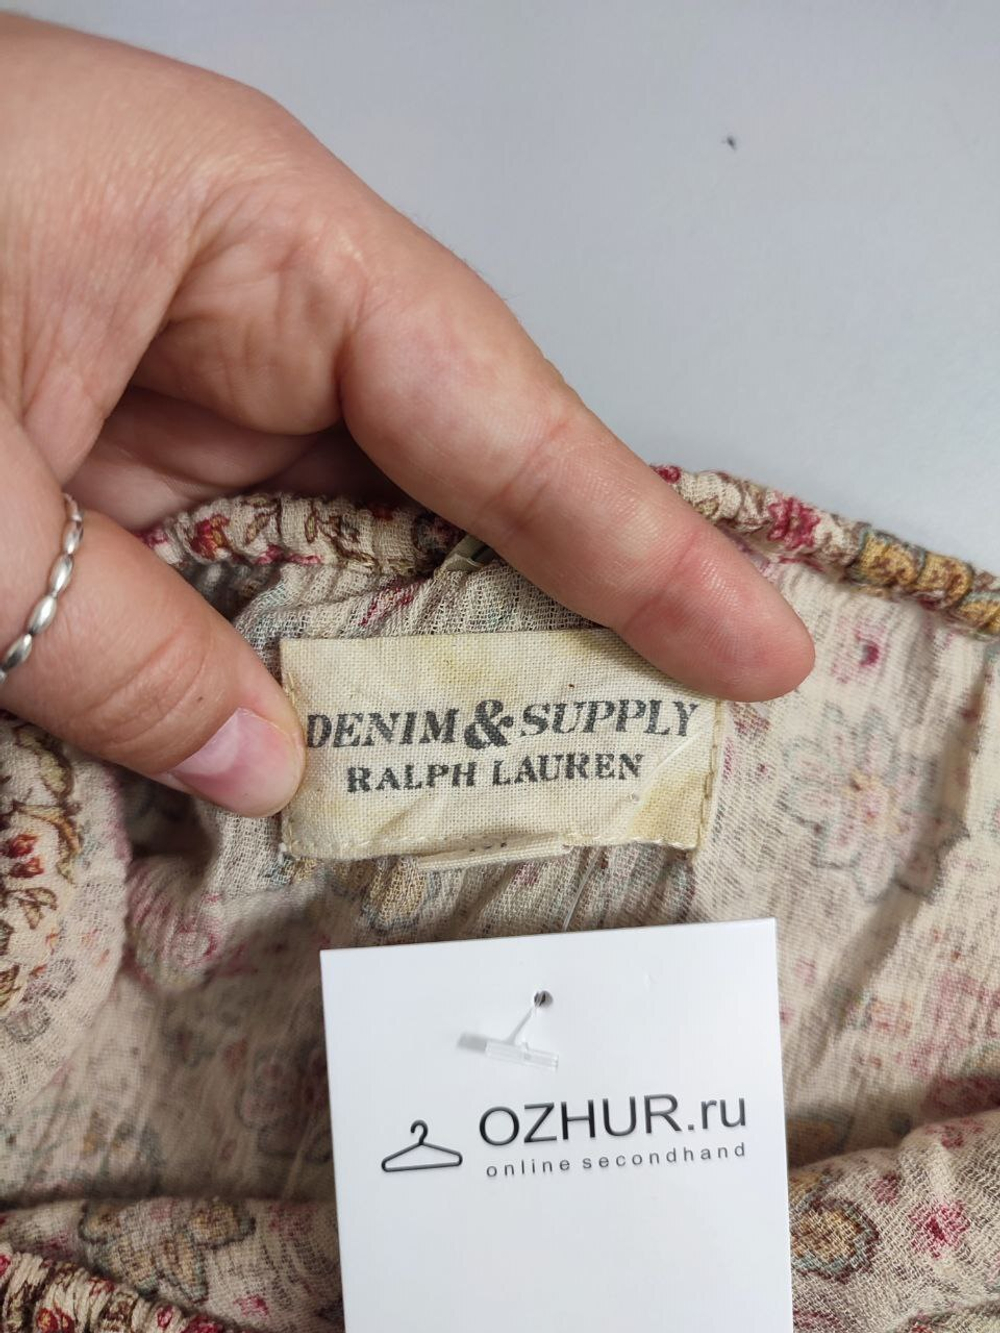 DENIM & SUPPLY
RALPH LAUREN
OZHUR.ru
online secondhand